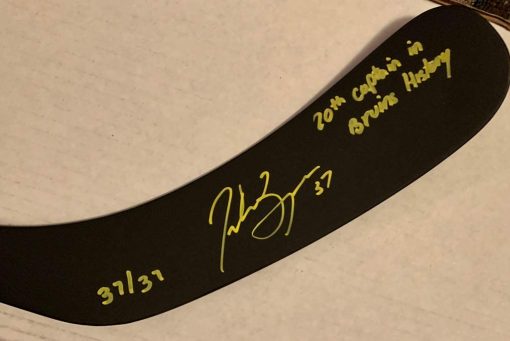 20th captain in
Bruins History
37
37/37